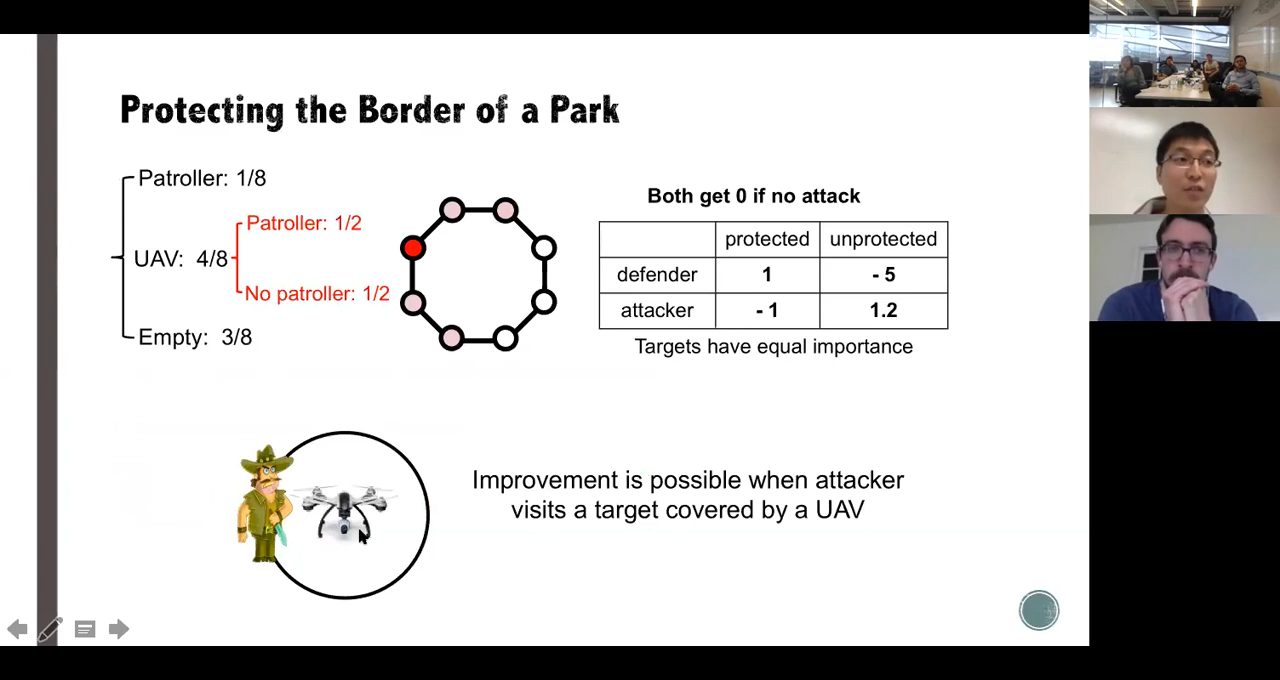 Protecting the Border of a Park
Patroller: 1/8
UAV: 4/8
Patroller: 1/2
No patroller: 1/2
Empty: 3/8
Both get 0 if no attack
protected unprotected
defender 1 - 5
attacker - 1 1.2
Targets have equal importance
Improvement is possible when attacker
visits a target covered by a UAV